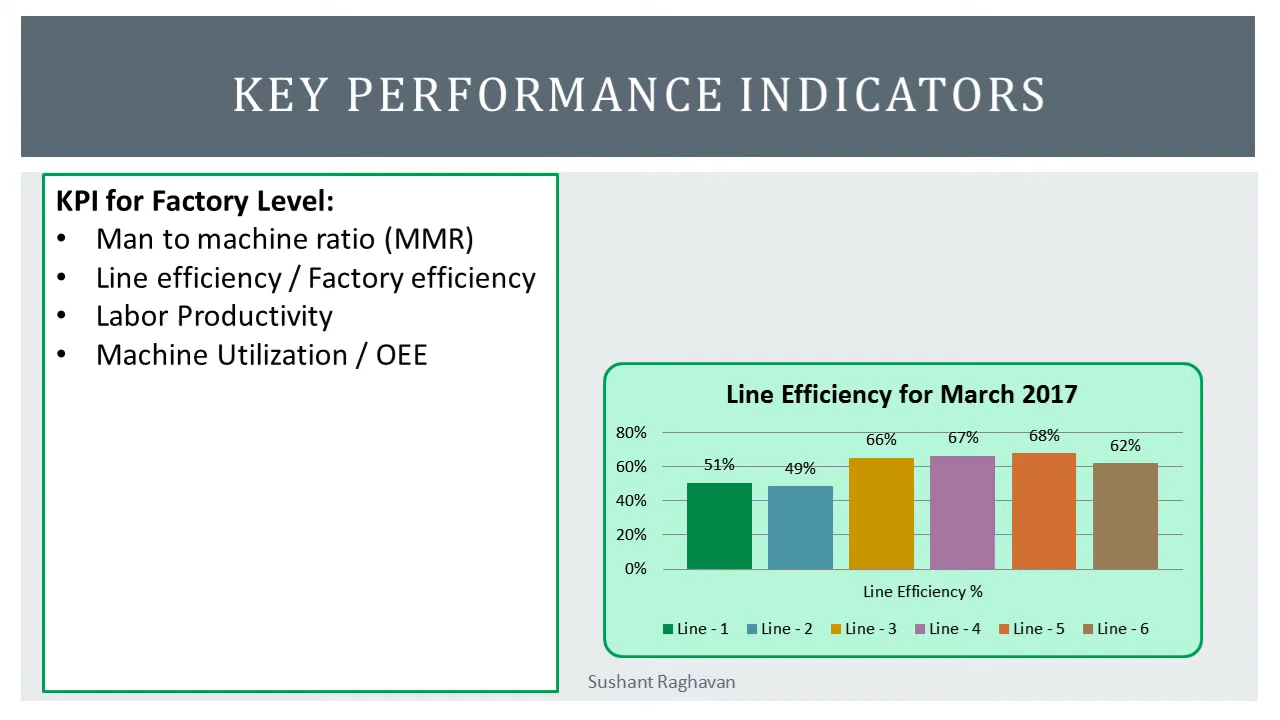 KEY PERFORMANCE INDICATORS
KPI for Factory Level:
• Man to machine ratio (MMR)
• Line efficiency / Factory efficiency
• Labor Productivity
• Machine Utilization / OEE
Line Efficiency for March 2017
80%
60%
40%
20%
0%
51% 49% 66% 67% 68% 62%
Line Efficiency %
Line - 1 Line - 2 Line - 3 Line - 4 Line - 5 Line - 6
Sushant Raghavan